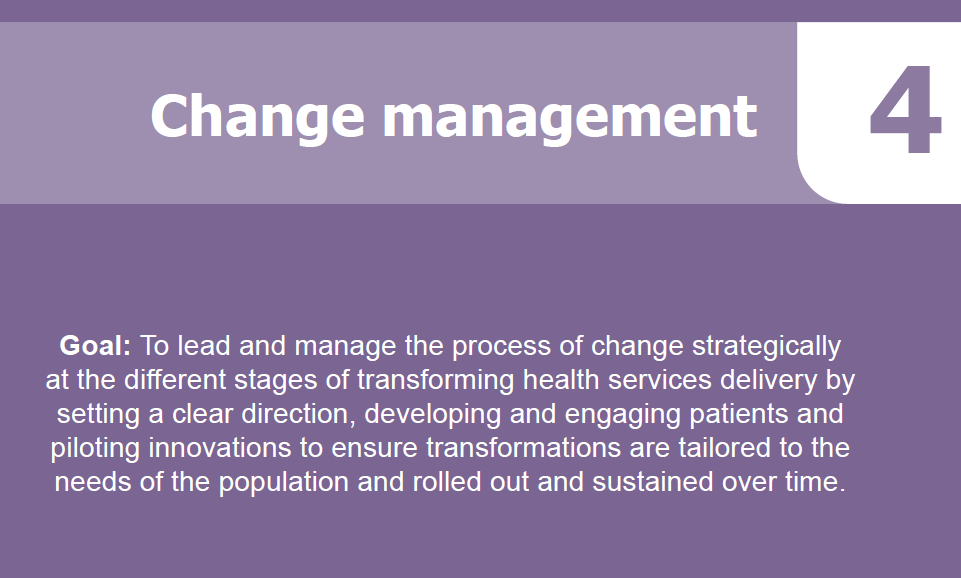 Change management
4
Goal: To lead and manage the process of change strategically
at the different stages of transforming health services delivery by
setting a clear direction, developing and engaging patients and
piloting innovations to ensure transformations are tailored to the
needs of the population and rolled out and sustained over time.